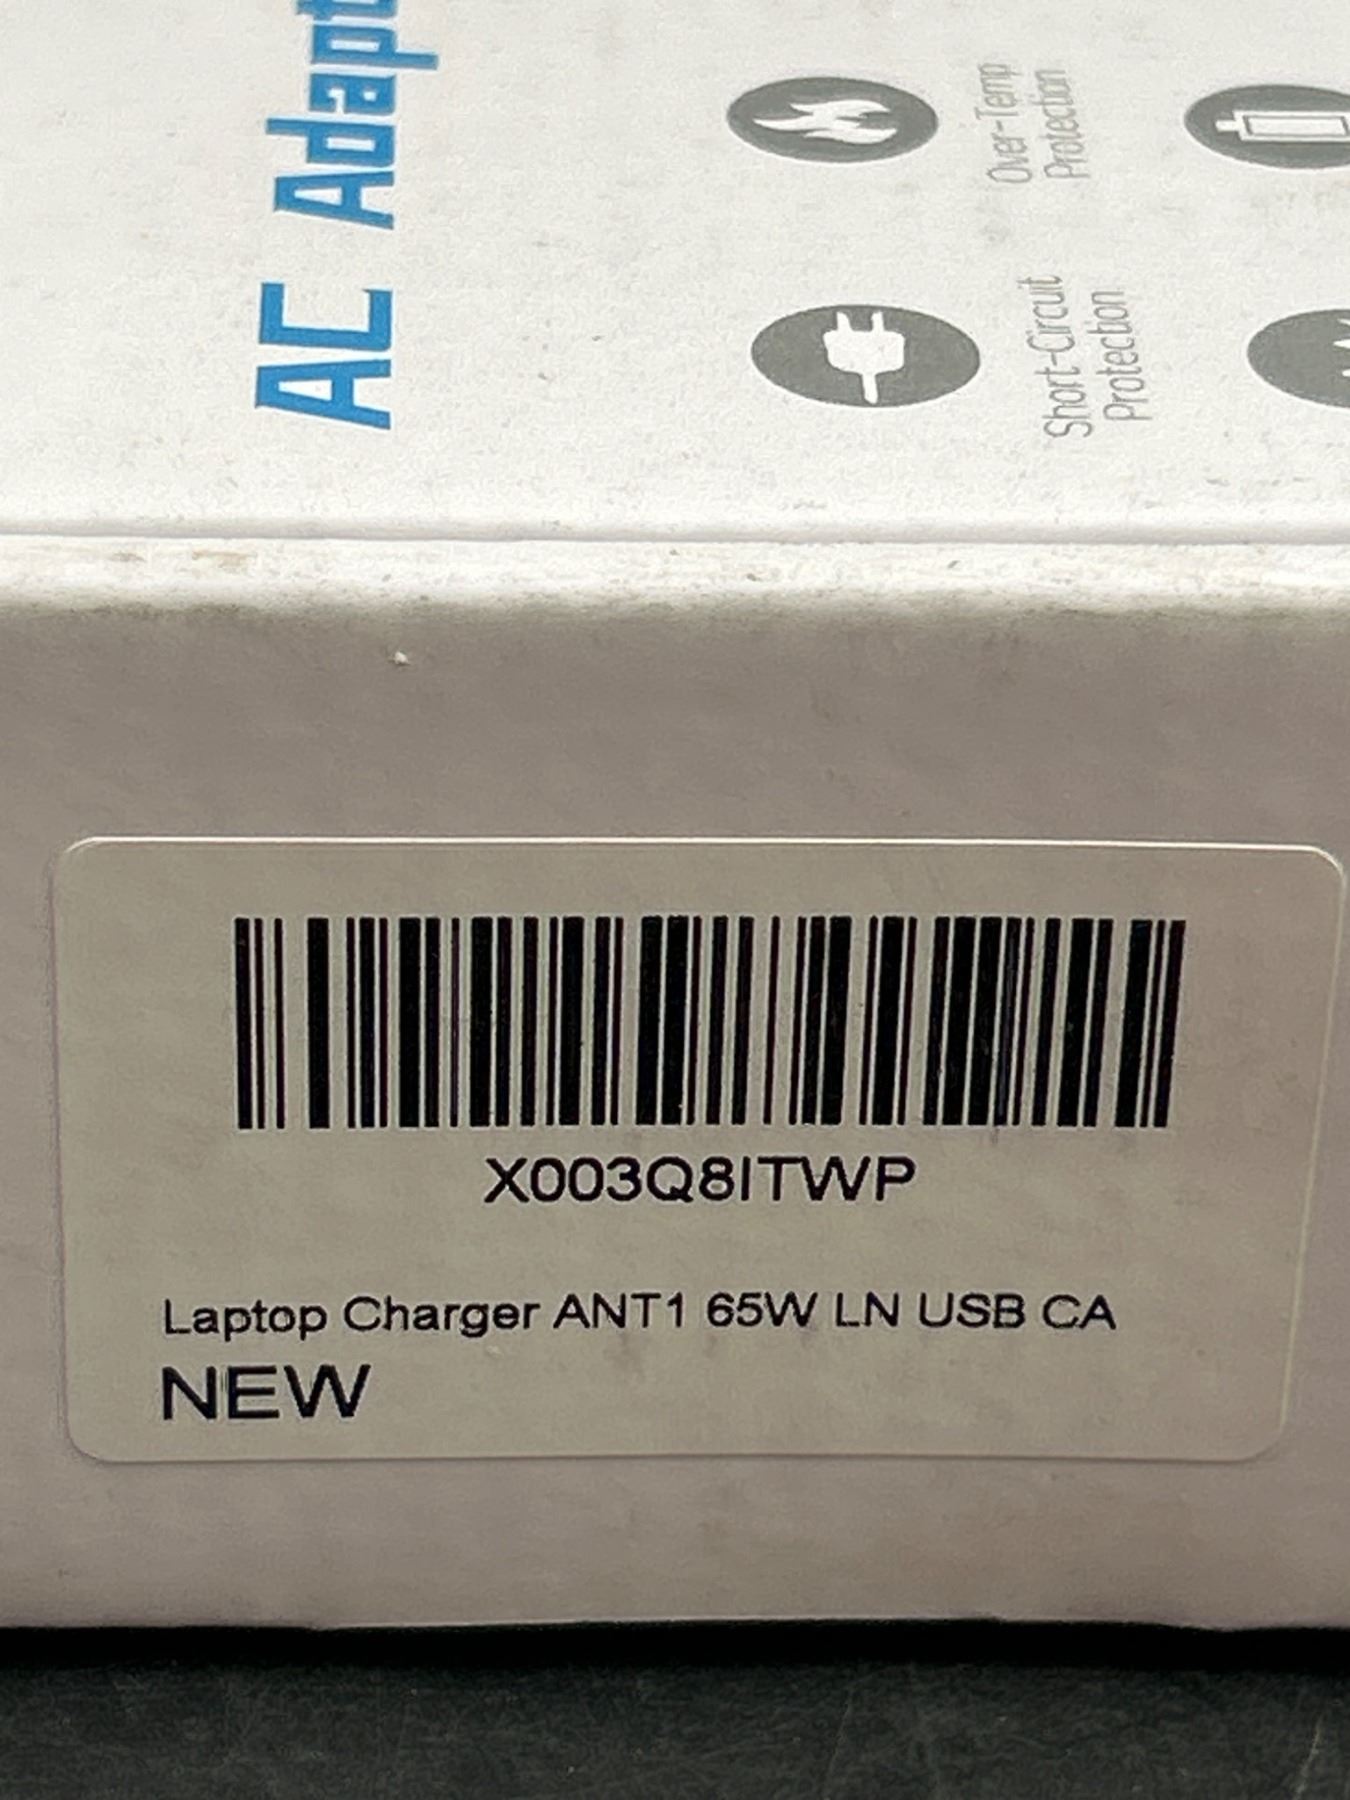 AC Adapt
Over-Temp
Protection
Short-Circuit
Protection
X003Q8ITWP
Laptop Charger ANT1 65W LN USB CA
NEW